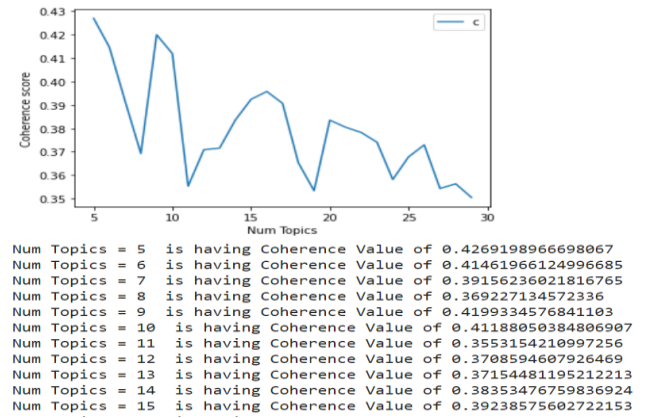 0.43
0.42
0.41
0.40
0.39
0.38
0.37
0.36
0.35
Coherence score
c
5 10 15 20 25 30
Num Topics
Num Topics = 5 is having Coherence Value of 0.4269198966698067
Num Topics = 6 is having Coherence Value of 0.41461966124996685
Num Topics = 7 is having Coherence Value of 0.39156236021816765
Num Topics = 8 is having Coherence Value of 0.369227134572336
Num Topics = 9 is having Coherence Value of 0.4199334576841103
Num Topics = 10 is having Coherence Value of 0.41188050384806907
Num Topics = 11 is having Coherence Value of 0.3553154210997256
Num Topics = 12 is having Coherence Value of 0.3708594607926469
Num Topics = 13 is having Coherence Value of 0.37154481195212213
Num Topics = 14 is having Coherence Value of 0.38353476759836924
Num Topics = 15 is having Coherence Value of 0.39238575602722153